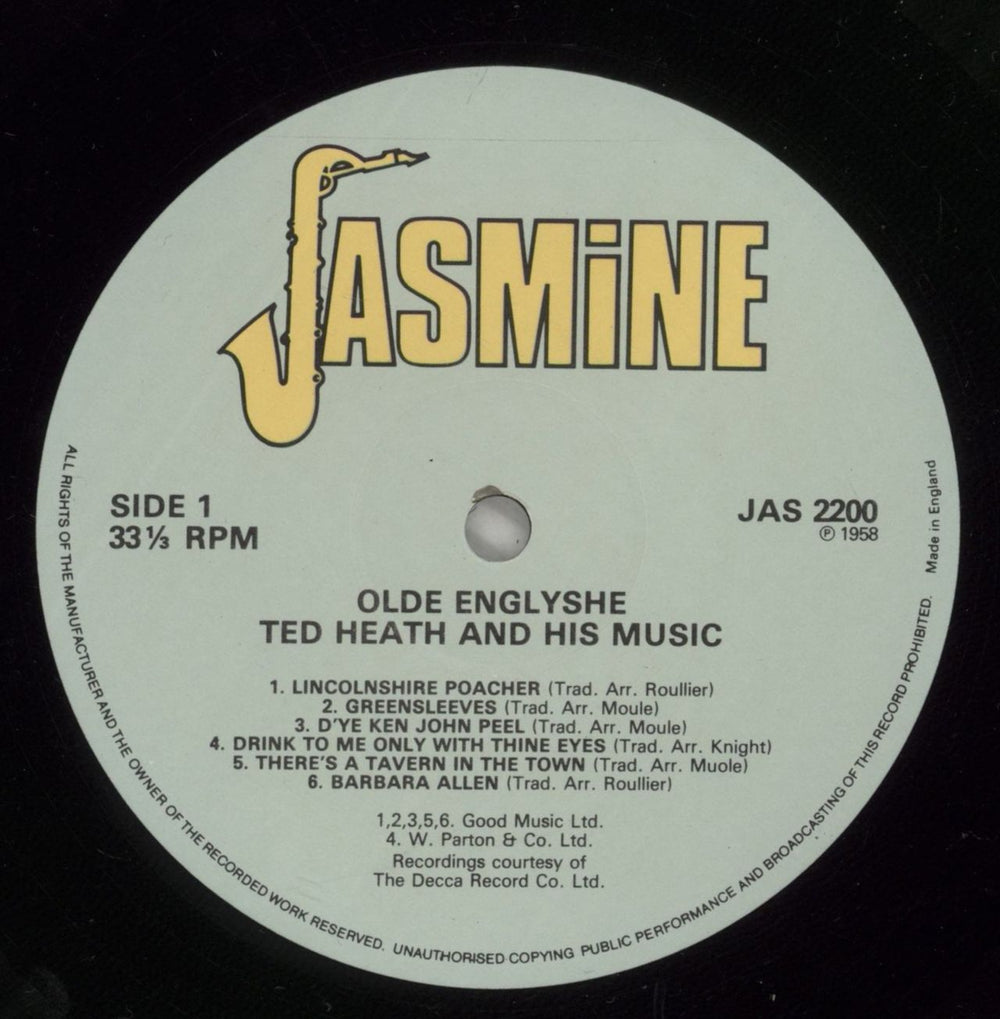 JASMiNE
SIDE 1
33 ⅓ RPM
JAS 2200
Ⓟ 1958
OLDE ENGLYSHE
TED HEATH AND HIS MUSIC
1. LINCOLNSHIRE POACHER (Trad. Arr. Roullier)
2. GREENSLEEVES (Trad. Arr. Moule)
3. D'YE KEN JOHN PEEL (Trad. Arr. Moule)
4. DRINK TO ME ONLY WITH THINE EYES (Trad. Arr. Knight)
5. THERE'S A TAVERN IN THE TOWN (Trad. Arr. Muole)
6. BARBARA ALLEN (Trad. Arr. Roullier)
1,2,3,5,6. Good Music Ltd.
4. W. Parton & Co. Ltd.
Recordings courtesy of
The Decca Record Co. Ltd.
ALL RIGHTS OF THE MANUFACTURER AND THE OWNER OF THE RECORDED WORK RESERVED. UNAUTHORISED COPYING PUBLIC PERFORMANCE AND BROADCASTING OF THIS RECORD PROHIBITED. Made in England